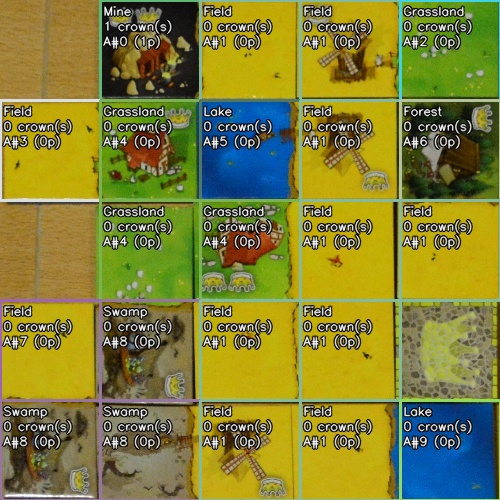 Mine
1 crown(s)
A#0 (1p)
Field
0 crown(s)
A#1 (0p)
Field
0 crown(s)
A#1 (0p)
Grassland
0 crown(s)
A#2 (0p)
Field
0 crown(s)
A#3 (0p)
Grassland
0 crown(s)
A#4 (0p)
Lake
0 crown(s)
A#5 (0p)
Field
0 crown(s)
A#1 (0p)
Forest
0 crown(s)
A#6 (0p)
Grassland
0 crown(s)
A#4 (0p)
Grassland
0 crown(s)
A#4 (0p)
Field
0 crown(s)
A#1 (0p)
Field
0 crown(s)
A#1 (0p)
Field
0 crown(s)
A#7 (0p)
Swamp
0 crown(s)
A#8 (0p)
Field
0 crown(s)
A#1 (0p)
Field
0 crown(s)
A#1 (0p)
Swamp
0 crown(s)
A#8 (0p)
Swamp
0 crown(s)
A#8 (0p)
Field
0 crown(s)
A#1 (0p)
Field
0 crown(s)
A#1 (0p)
Lake
0 crown(s)
A#9 (0p)